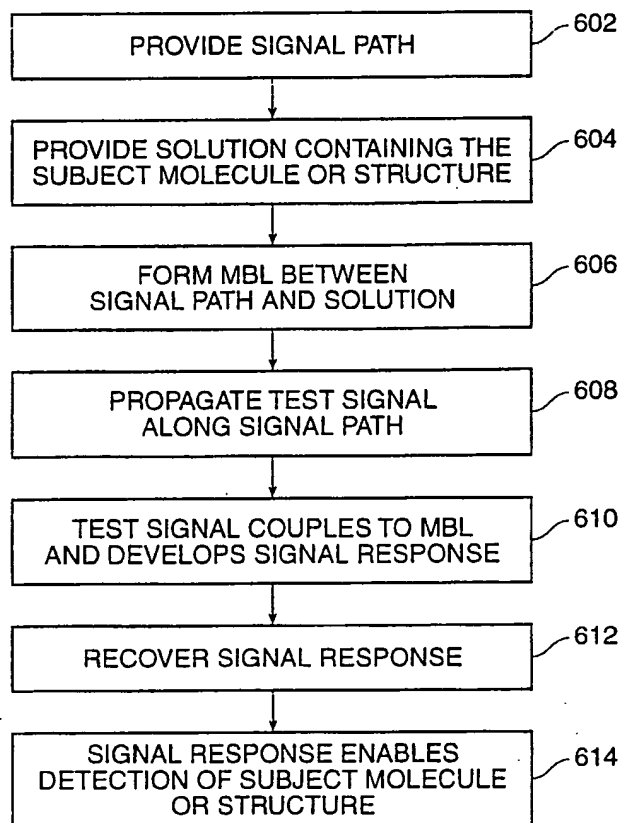 PROVIDE SIGNAL PATH
602
PROVIDE SOLUTION CONTAINING THE
SUBJECT MOLECULE OR STRUCTURE
604
FORM MBL BETWEEN
SIGNAL PATH AND SOLUTION
606
PROPAGATE TEST SIGNAL
ALONG SIGNAL PATH
608
TEST SIGNAL COUPLES TO MBL
AND DEVELOPS SIGNAL RESPONSE
610
RECOVER SIGNAL RESPONSE
612
SIGNAL RESPONSE ENABLES
DETECTION OF SUBJECT MOLECULE
OR STRUCTURE
614